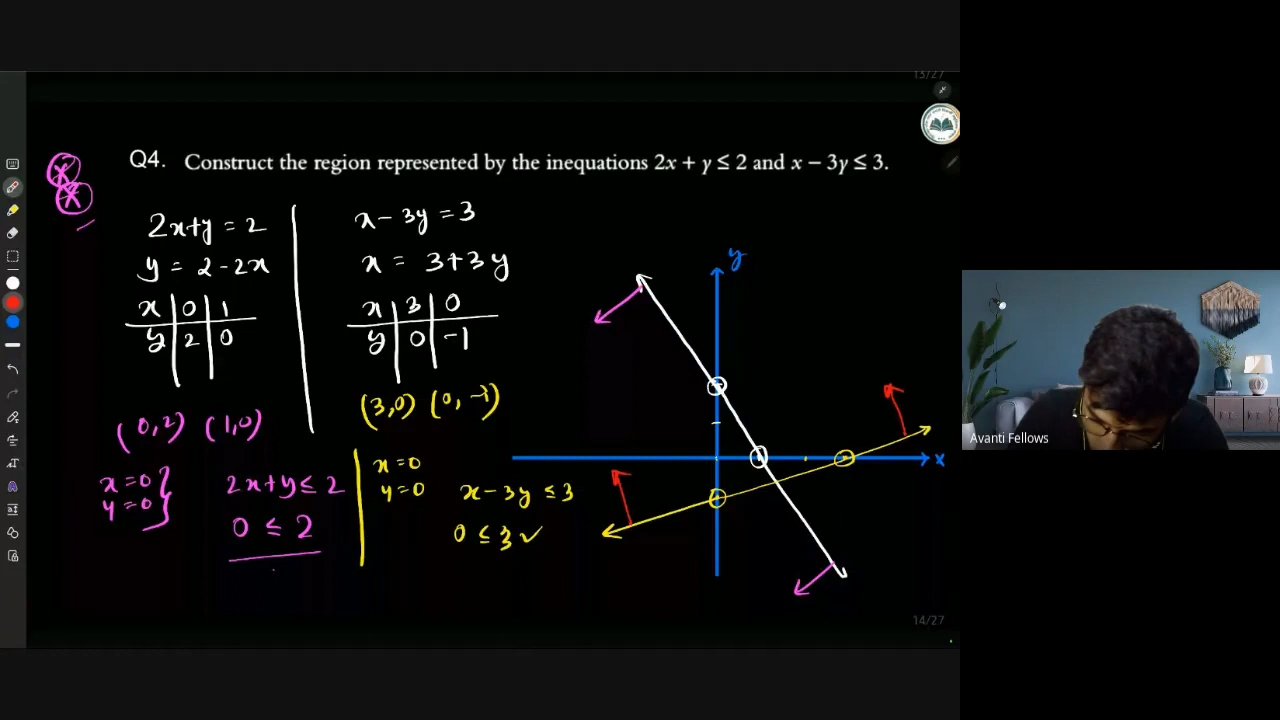 13/27
Q4. Construct the region represented by the inequations 2x + y ≤ 2 and x − 3y ≤ 3.
2x+y = 2
y = 2-2x
x 0 1
y 2 0
(0,2) (1,0)
x=0
y=0
2x+y ≤ 2
0 ≤ 2
x-3y = 3
x = 3+3y
x 3 0
y 0 -1
(3,0) (0,-1)
x=0
y=0
x-3y ≤ 3
0 ≤ 3 ✓
y
x
14/27
Avanti Fellows